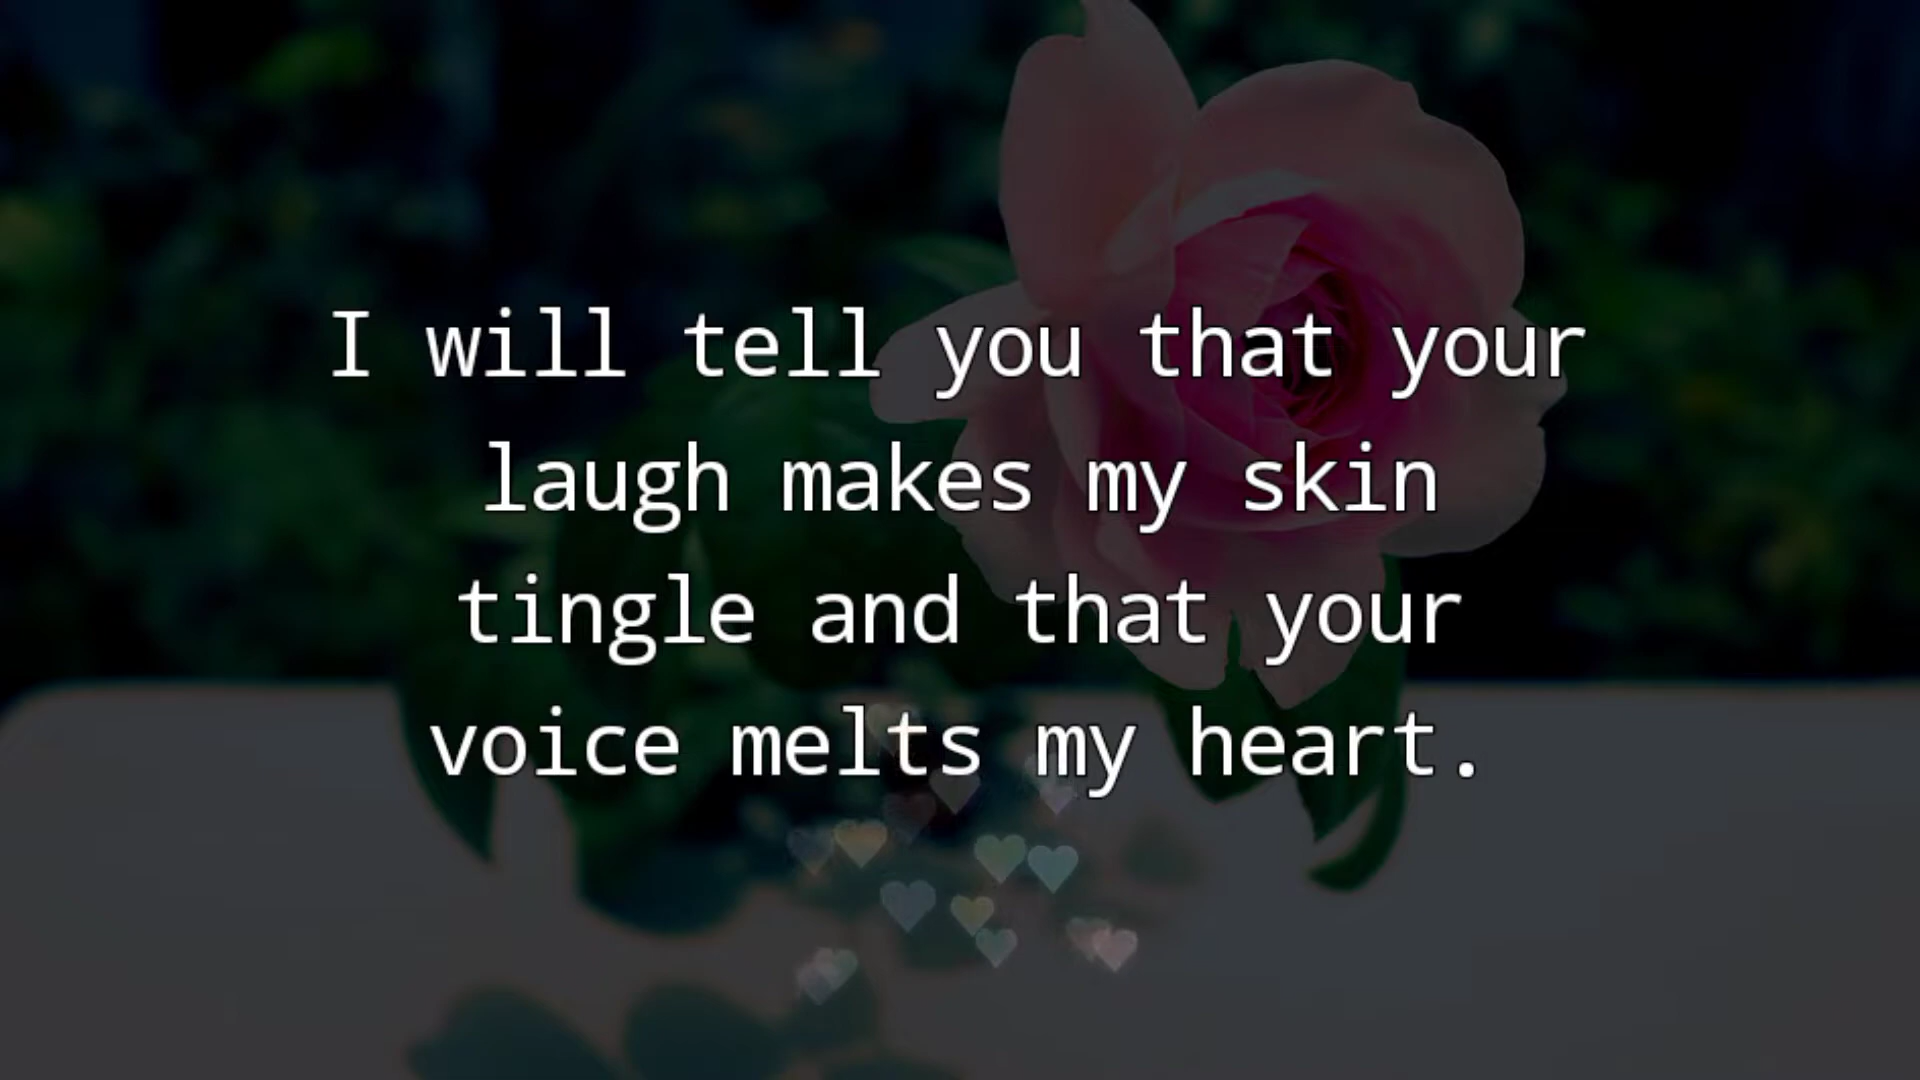 I will tell you that your
laugh makes my skin
tingle and that your
voice melts my heart.